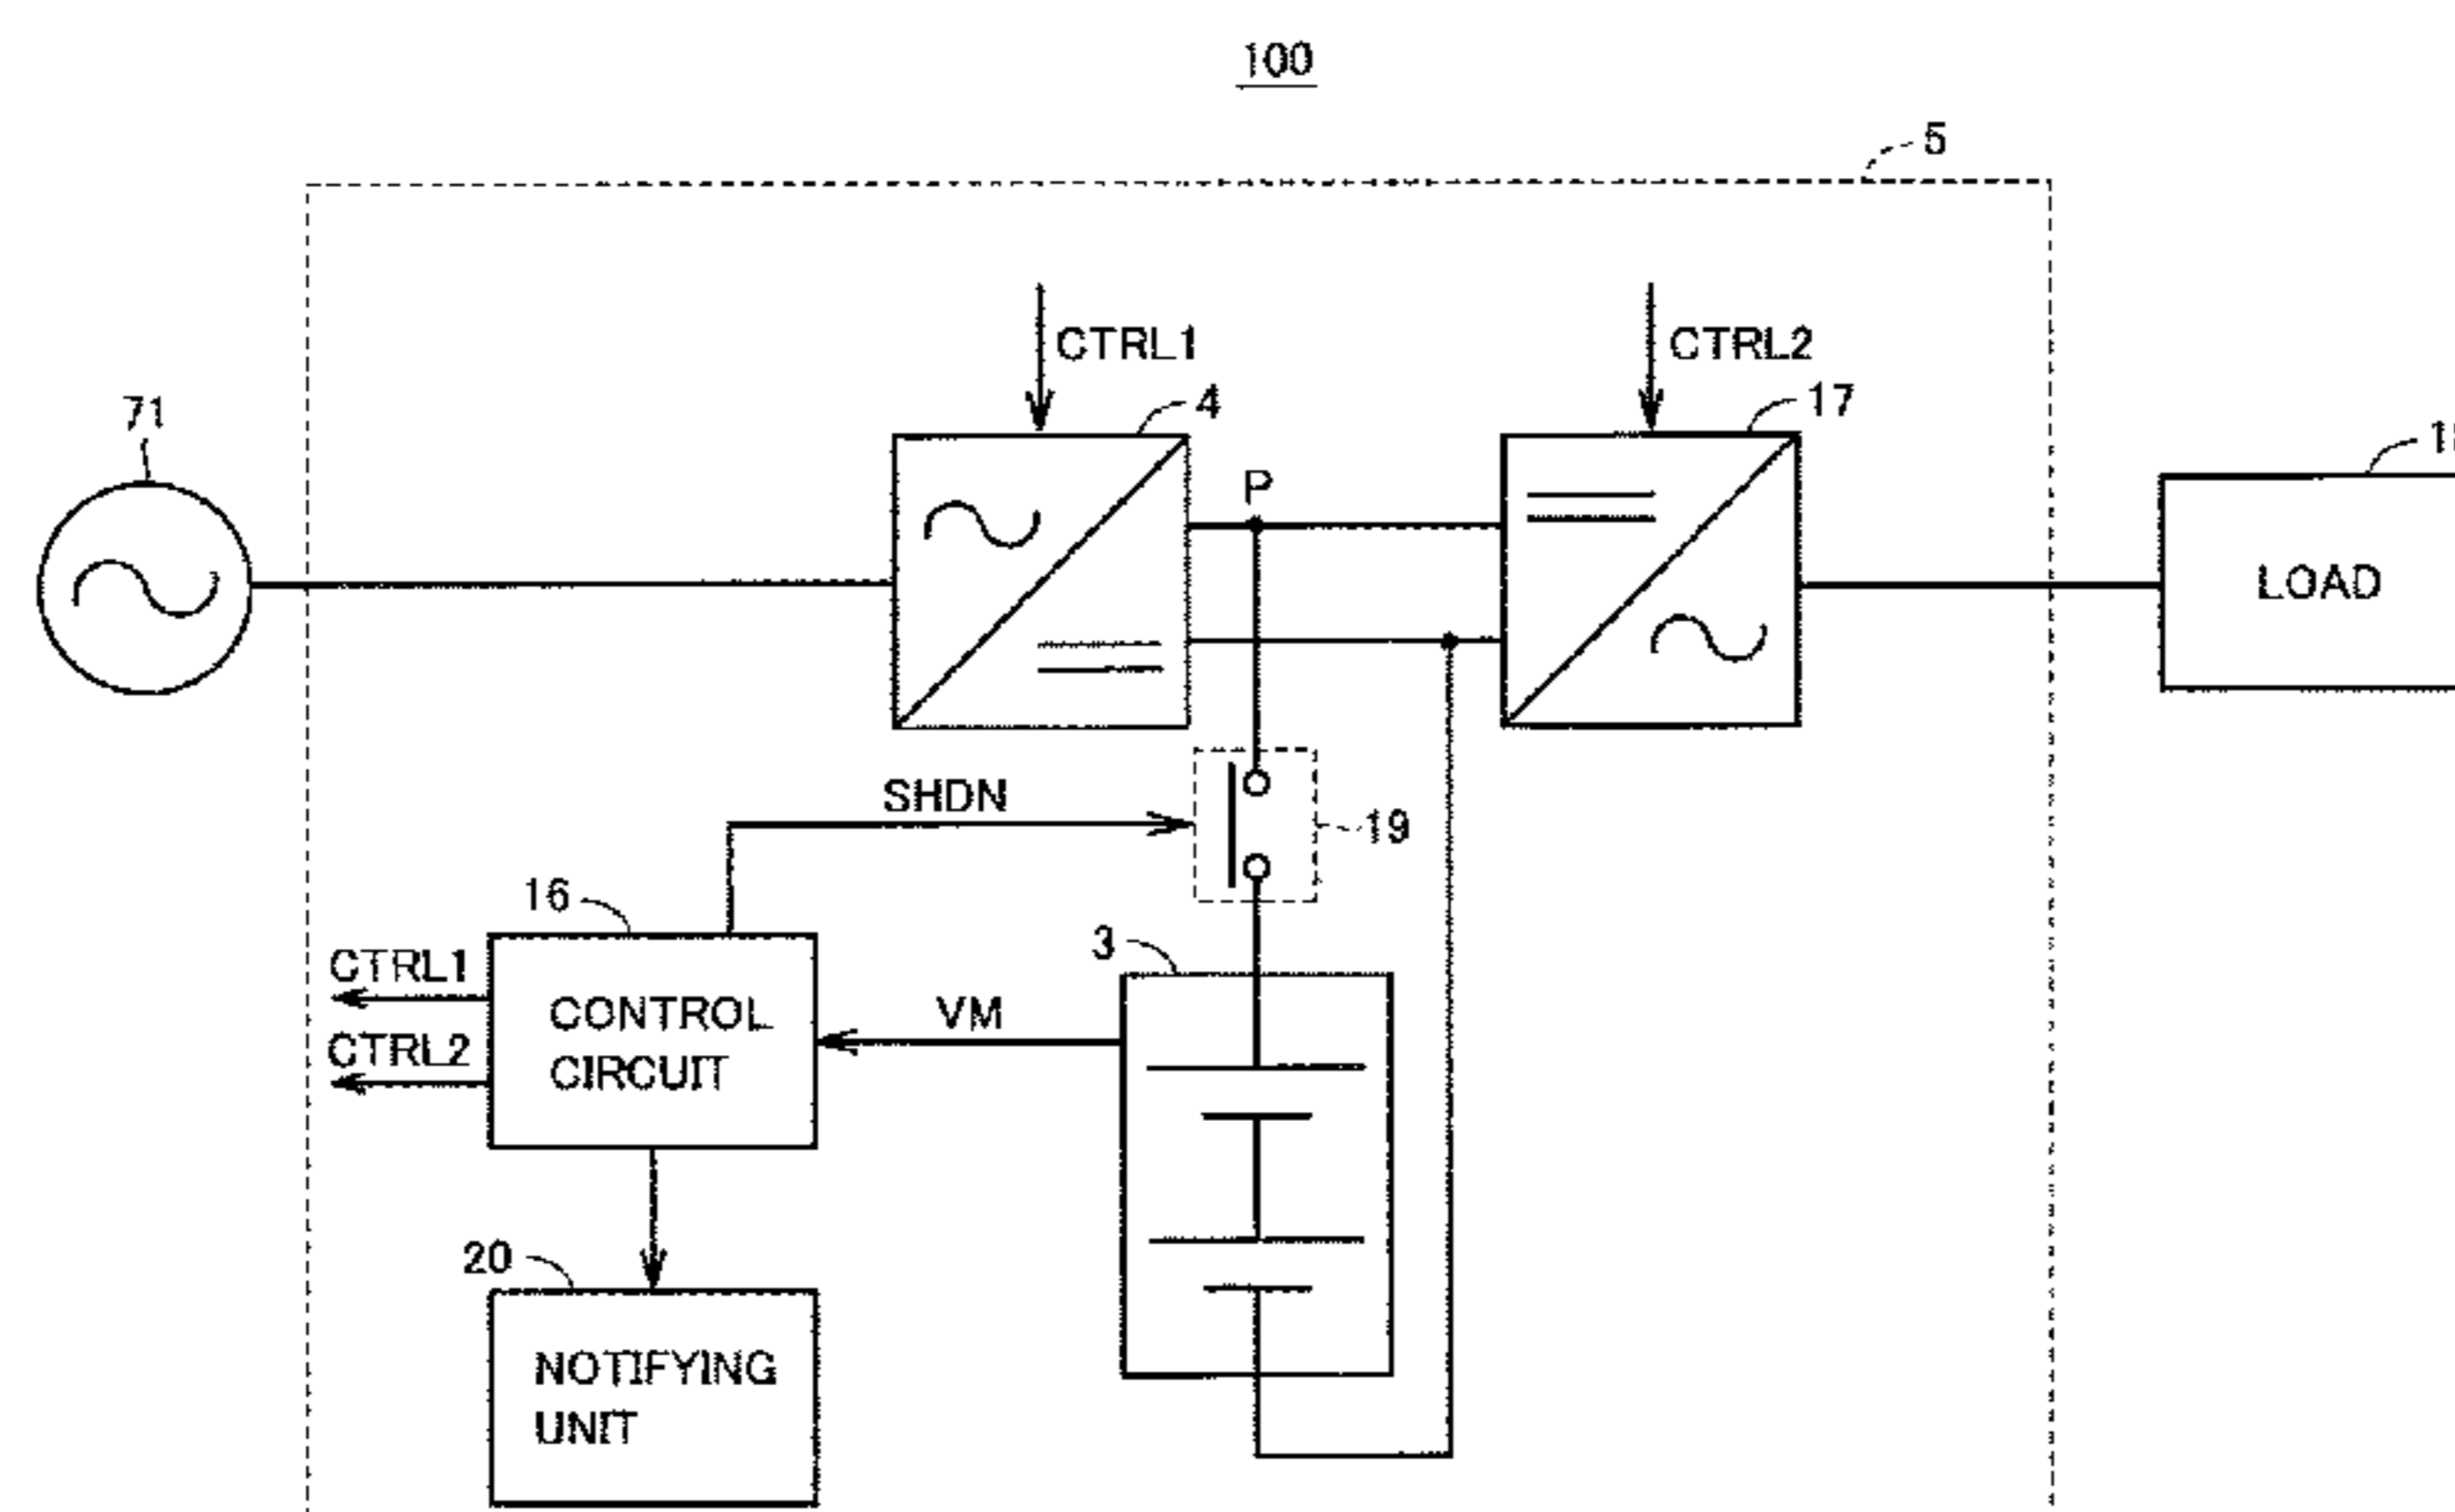 100
5
CTRL1
CTRL2
71
4
17
P
LOAD
SHDN
19
16
3
CTRL1
CONTROL
CIRCUIT
VM
CTRL2
20
NOTIFYING
UNIT